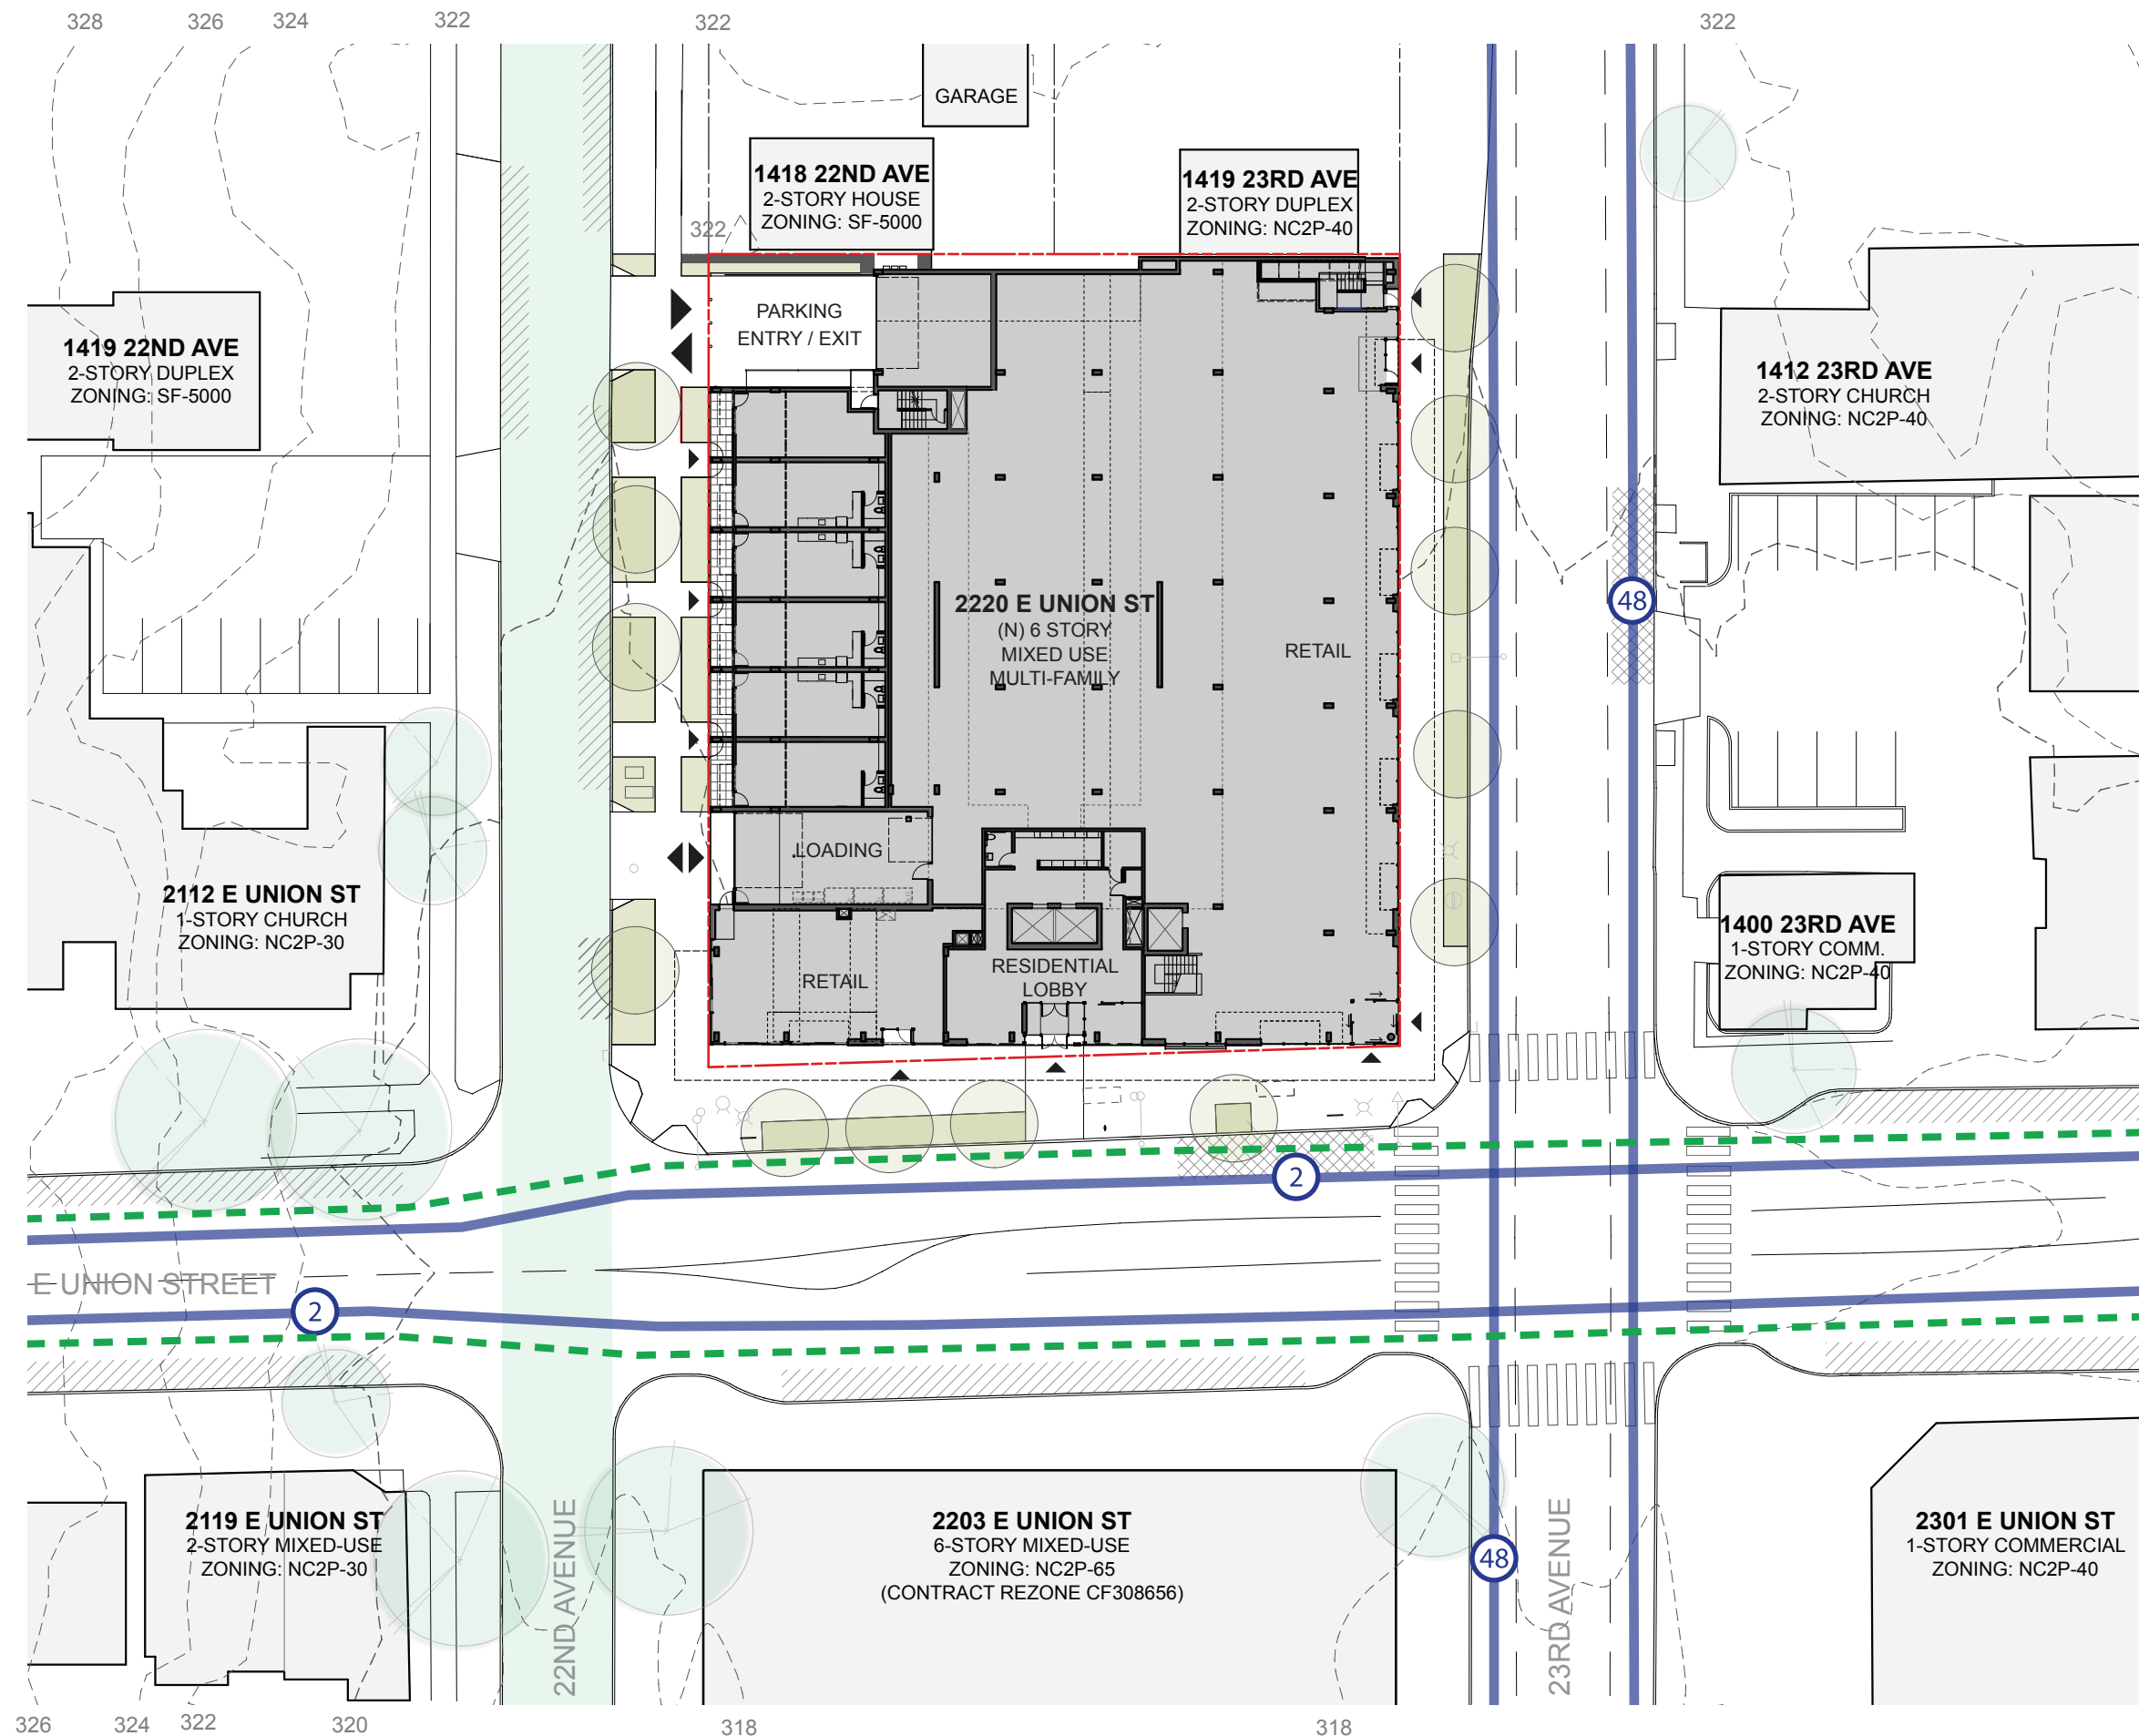 328
326
324
322
322
322
GARAGE
1418 22ND AVE
2-STORY HOUSE
ZONING: SF-5000
1419 23RD AVE
2-STORY DUPLEX
ZONING: NC2P-40
322
PARKING
ENTRY / EXIT
1419 22ND AVE
2-STORY DUPLEX
ZONING: SF-5000
1412 23RD AVE
2-STORY CHURCH
ZONING: NC2P-40
2220 E UNION ST
(N) 6 STORY
MIXED USE
MULTI-FAMILY
RETAIL
48
LOADING
2112 E UNION ST
1-STORY CHURCH
ZONING: NC2P-30
1400 23RD AVE
1-STORY COMM.
ZONING: NC2P-40
RETAIL
RESIDENTIAL
LOBBY
2
E UNION STREET
2
2119 E UNION ST
2-STORY MIXED-USE
ZONING: NC2P-30
22ND AVENUE
2203 E UNION ST
6-STORY MIXED-USE
ZONING: NC2P-65
(CONTRACT REZONE CF308656)
48
23RD AVENUE
2301 E UNION ST
1-STORY COMMERCIAL
ZONING: NC2P-40
326
324
322
320
318
318